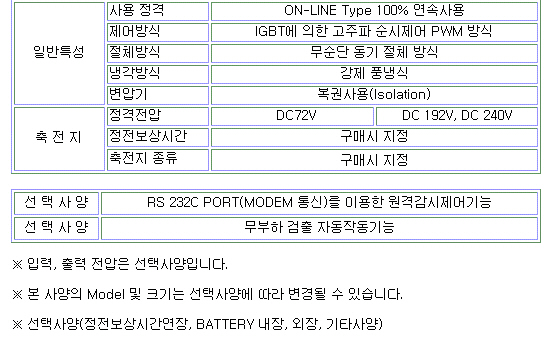 사용 정격 ON-LINE Type 100% 연속사용
제어방식 IGBT에 의한 고주파 순시제어 PWM 방식
일반특성 절체방식 무순단 동기 절체 방식
냉각방식 강제 풍냉식
변압기 복권사용(Isolation)
정격전압 DC72V DC 192V, DC 240V
축 전 지 정전보상시간 구매시 지정
축전지 종류 구매시 지정
선 택 사 양 RS 232C PORT(MODEM 통신)를 이용한 원격감시제어기능
선 택 사 양 무부하 검출 자동작동기능
※ 입력, 출력 전압은 선택사양입니다.
※ 본 사양의 Model 및 크기는 선택사양에 따라 변경될 수 있습니다.
※ 선택사양(정전보상시간연장, BATTERY 내장, 외장, 기타사양)